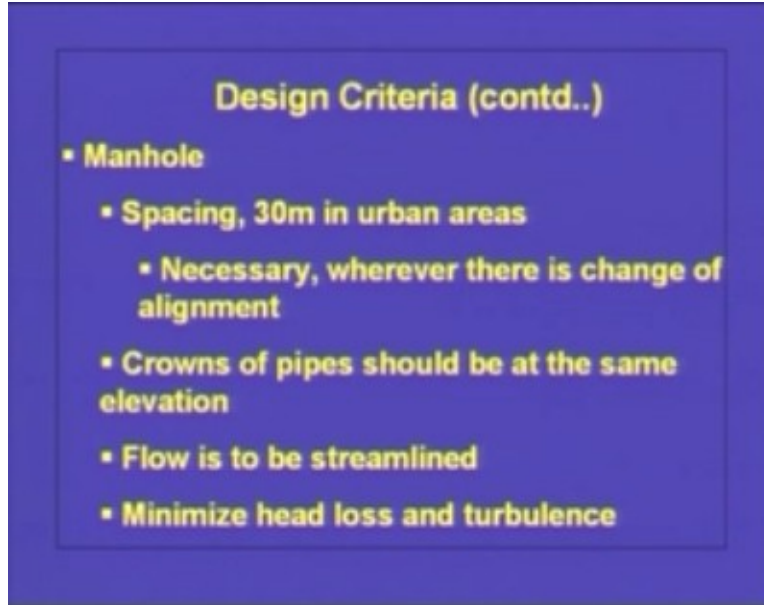 Design Criteria (contd..)
▪ Manhole
▪ Spacing, 30m in urban areas
▪ Necessary, wherever there is change of
alignment
▪ Crowns of pipes should be at the same
elevation
▪ Flow is to be streamlined
▪ Minimize head loss and turbulence